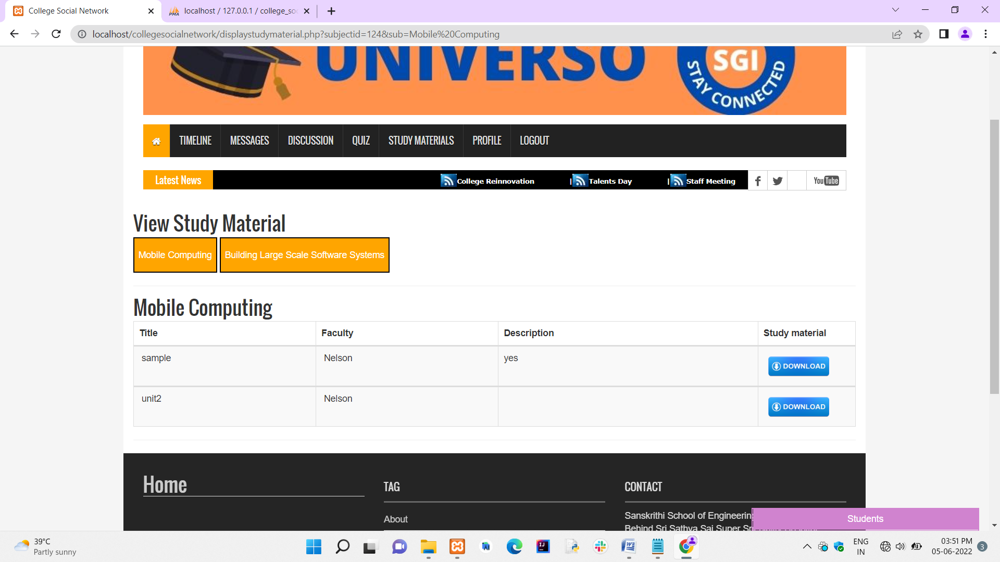 College Social Network
PMA localhost / 127.0.0.1 / college_so
localhost/collegesocialnetwork/displaystudymaterial.php?subjectid=124&sub=Mobile%20Computing
UNIVERSO
SGI
STAY CONNECTED
TIMELINE MESSAGES DISCUSSION QUIZ STUDY MATERIALS PROFILE LOGOUT
Latest News College Reinnovation | Talents Day | Staff Meeting You Tube
View Study Material
Mobile Computing Building Large Scale Software Systems
Mobile Computing
Title Faculty Description Study material
sample Nelson yes DOWNLOAD
unit2 Nelson DOWNLOAD
Home
TAG
CONTACT
About
Sanskrithi School of Engineering
Behind Sri Sathya Sai Super
Students
39°C
Partly sunny
ENG
IN
03:51 PM
05-06-2022
3